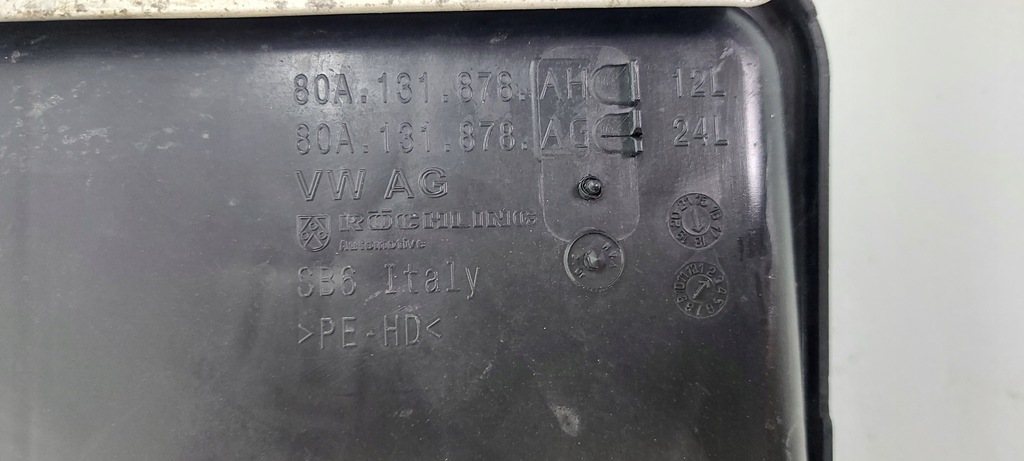 80A.131.878.AH 12L
80A.131.878.AG 24L
VW AG
RÖCHLING
Automotive
SB6 Italy
>PE-HD<